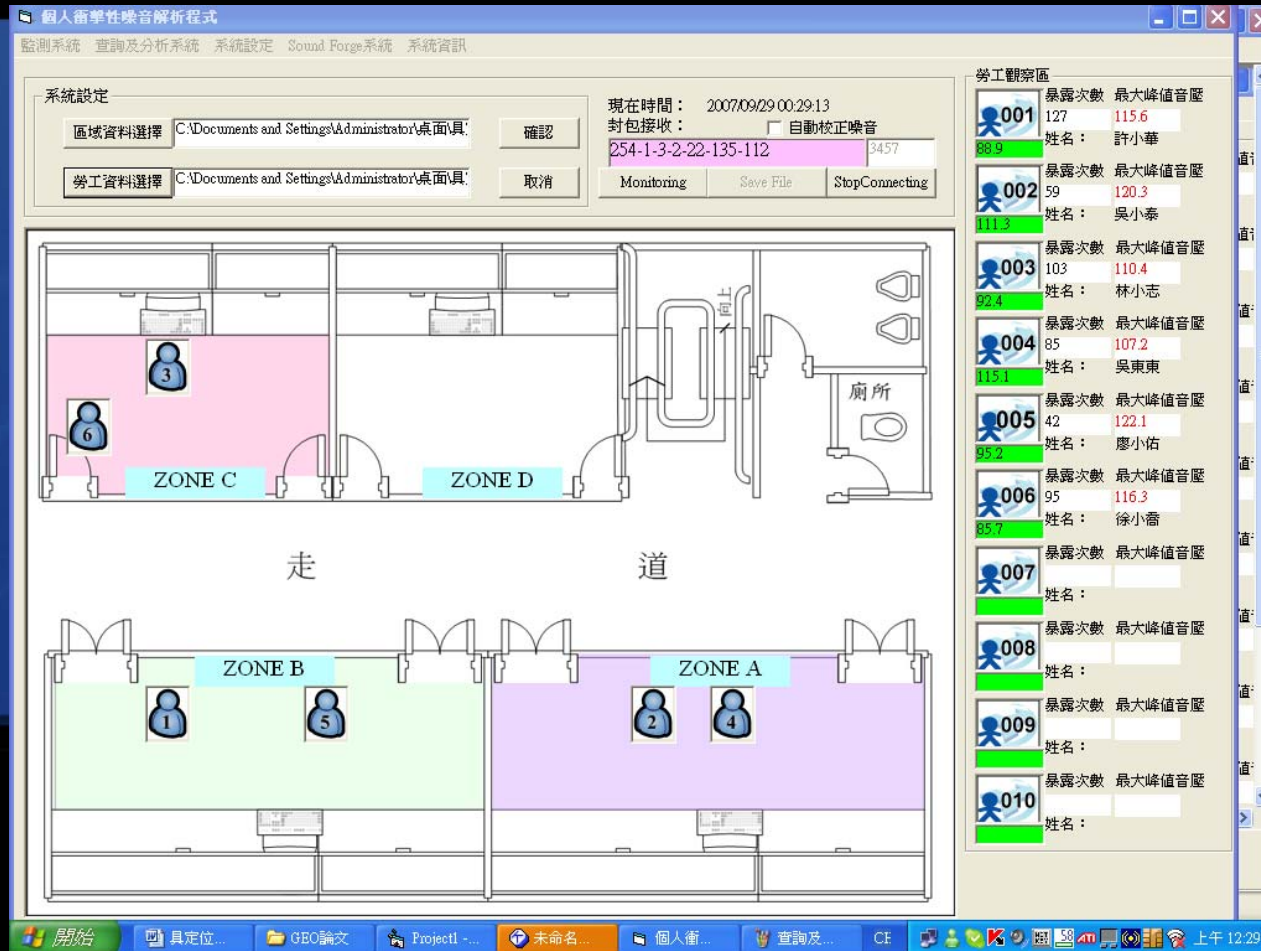 個人衝擊性噪音解析程式
監測系統 查詢及分析系統 系統設定 Sound Forge系統 系統資訊
系統設定
區域資料選擇 C:\Documents and Settings\Administrator\桌面\具 確認
勞工資料選擇 C:\Documents and Settings\Administrator\桌面\具 取消
現在時間： 2007/09/29 00:29:13
封包接收： 自動校正噪音
254-1-3-2-22-135-112 3457
Monitoring Save File StopConnecting
向上
3
6
廁所
ZONE C ZONE D
走 道
ZONE B ZONE A
1 5 2 4
勞工觀察區
暴露次數 最大峰值音壓
001 127 115.6
88.9 姓名： 許小華
暴露次數 最大峰值音壓
002 59 120.3
111.3 姓名： 吳小泰
暴露次數 最大峰值音壓
003 103 110.4
92.4 姓名： 林小志
暴露次數 最大峰值音壓
004 85 107.2
115.1 姓名： 吳東東
暴露次數 最大峰值音壓
005 42 122.1
95.2 姓名： 廖小佑
暴露次數 最大峰值音壓
006 95 116.3
85.7 姓名： 徐小喬
暴露次數 最大峰值音壓
007
姓名：
暴露次數 最大峰值音壓
008
姓名：
暴露次數 最大峰值音壓
009
姓名：
暴露次數 最大峰值音壓
010
姓名：
開始 具定位... GEO論文 Project1 -... 未命名... 個人衝... 查詢及... CH 58 上午 12:29